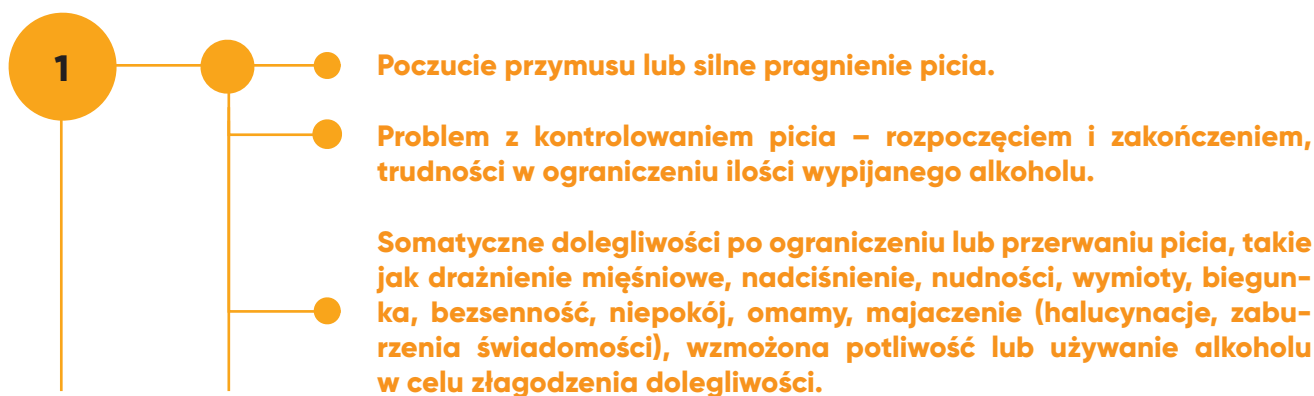 1
Poczucie przymusu lub silne pragnienie picia.
Problem z kontrolowaniem picia – rozpoczęciem i zakończeniem,
trudności w ograniczeniu ilości wypijanego alkoholu.
Somatyczne dolegliwości po ograniczeniu lub przerwaniu picia, takie
jak drażnienie mięśniowe, nadciśnienie, nudności, wymioty, biegun-
ka, bezsenność, niepokój, omamy, majaczenie (halucynacje, zabu-
rzenia świadomości), wzmożona potliwość lub używanie alkoholu
w celu złagodzenia dolegliwości.